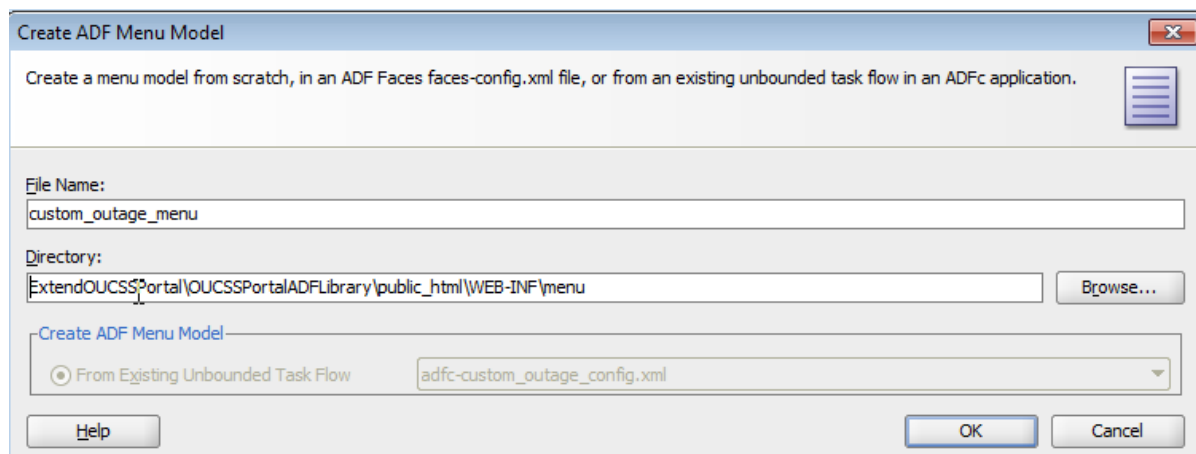 Create ADF Menu Model
Create a menu model from scratch, in an ADF Faces faces-config.xml file, or from an existing unbounded task flow in an ADFc application.
File Name:
custom_outage_menu
Directory:
ExtendOUCSSPortal\OUCSSPortalADFLibrary\public_html\WEB-INF\menu
Browse...
Create ADF Menu Model
From Existing Unbounded Task Flow
adfc-custom_outage_config.xml
Help
OK
Cancel